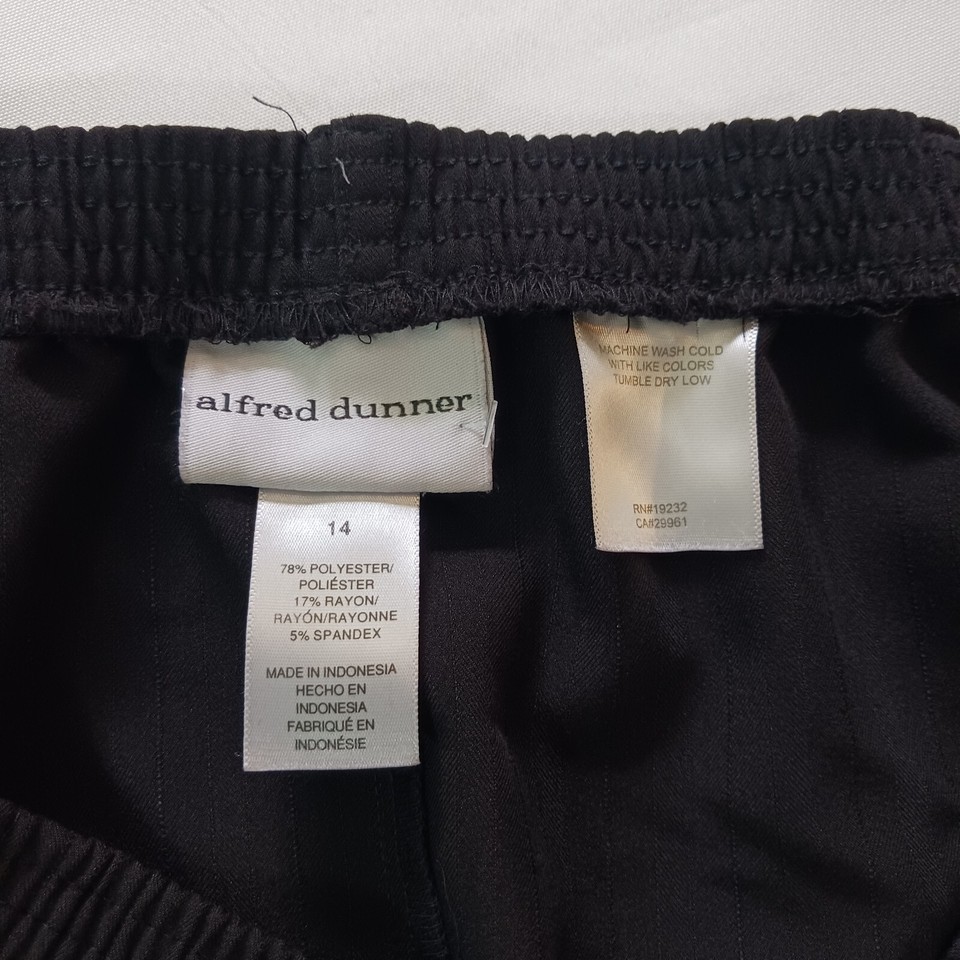 alfred dunner
14
78% POLYESTER/
POLIÉSTER
17% RAYON/
RAYÓN/RAYONNE
5% SPANDEX
MADE IN INDONESIA
HECHO EN
INDONESIA
FABRIQUÉ EN
INDONÉSIE
MACHINE WASH COLD
WITH LIKE COLORS
TUMBLE DRY LOW
RN#19232
CA#29961